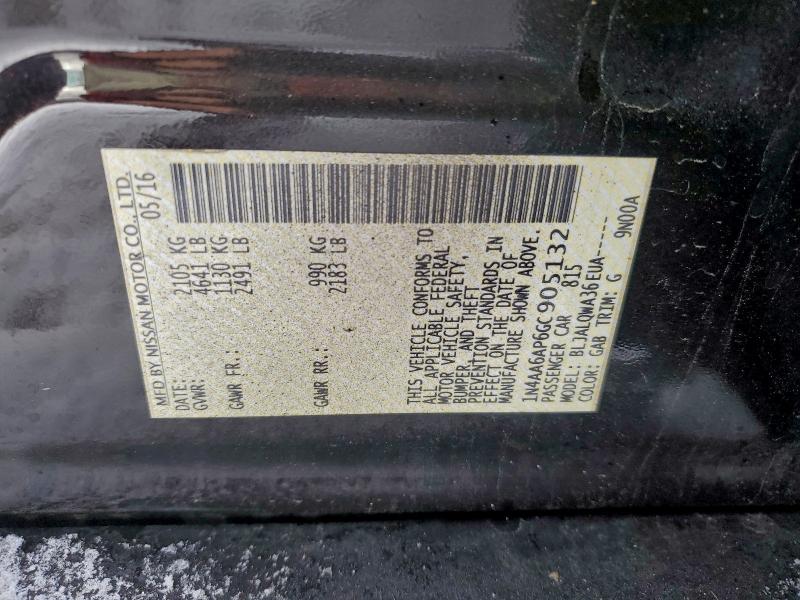 MFD BY NISSAN MOTOR CO., LTD.
DATE: 05/16
GVWR: 2105 KG
4641 LB
GAWR FR.: 1130 KG
2491 LB
GAWR RR.: 990 KG
2183 LB
THIS VEHICLE CONFORMS TO
ALL APPLICABLE FEDERAL
MOTOR VEHICLE SAFETY,
BUMPER, AND THEFT
PREVENTION STANDARDS IN
EFFECT ON THE DATE OF
MANUFACTURE SHOWN ABOVE.
1N4AA6AP6GC905132
PASSENGER CAR 815
MODEL: BLJALQWA36EUA-----
COLOR: GAB TRIM: G 9N00A